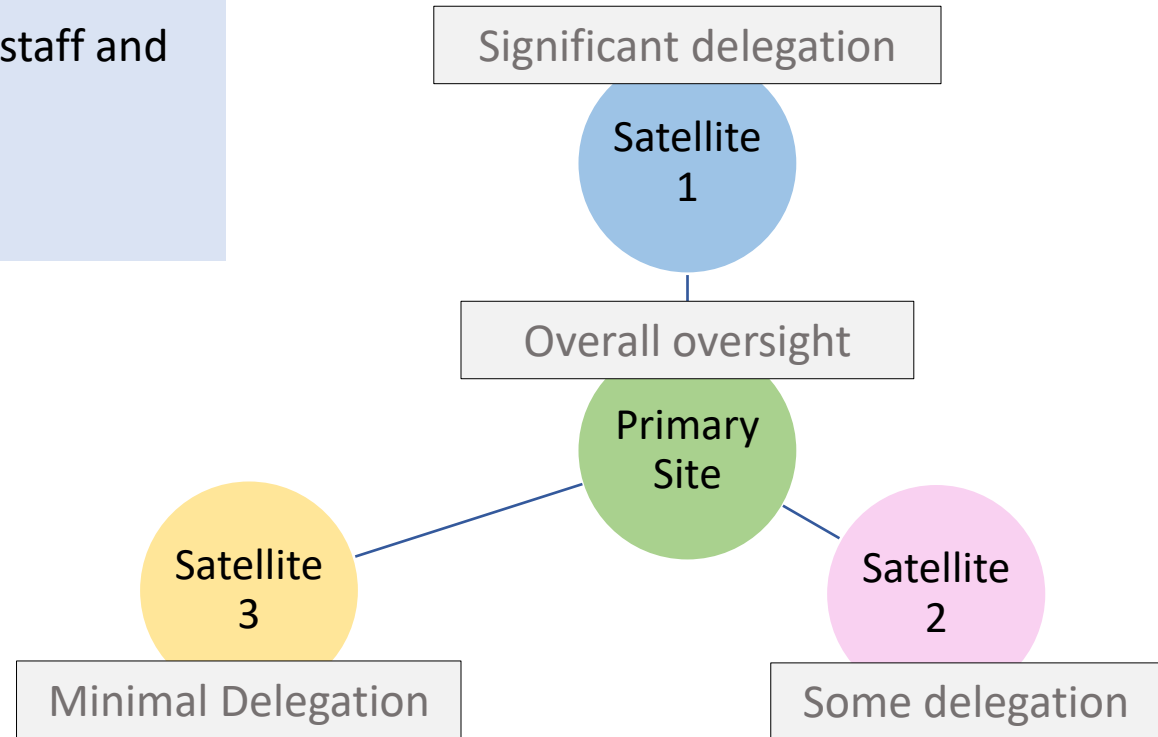 staff and
Significant delegation
Satellite
1
Overall oversight
Primary
Site
Satellite
3
Minimal Delegation
Satellite
2
Some delegation